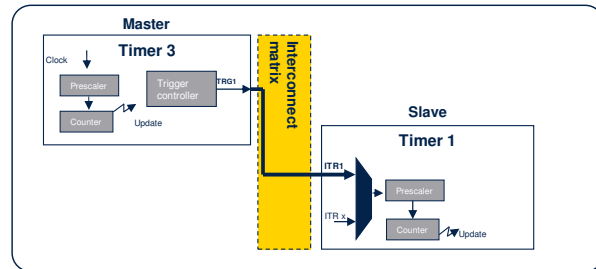 Master
Timer 3
Clock
Prescaler
Counter
Update
Trigger
controller
TRG1
Interconnect
matrix
Slave
Timer 1
ITR1
ITR x
Prescaler
Counter
Update